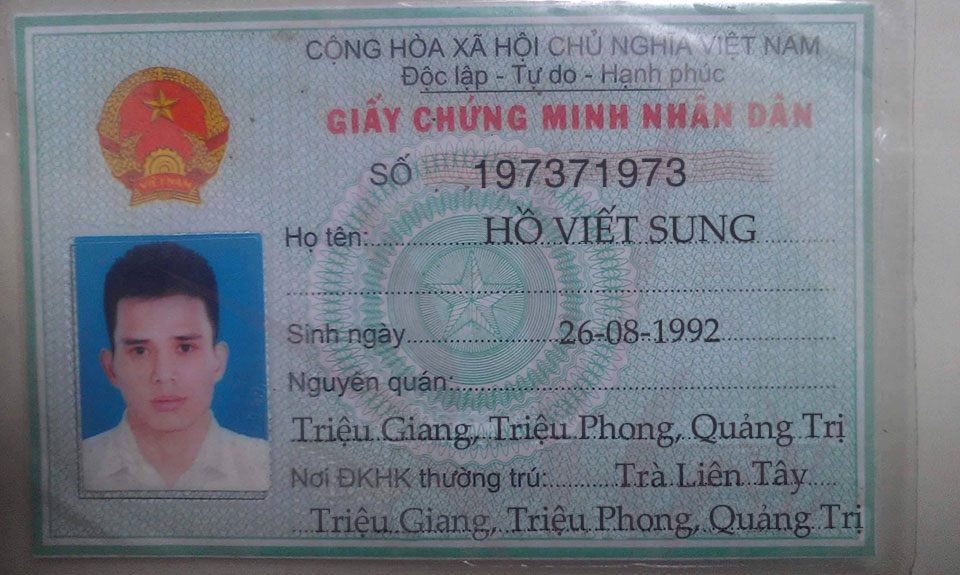 CỘNG HÒA XÃ HỘI CHỦ NGHĨA VIỆT NAM
Độc lập - Tự do - Hạnh phúc
GIẤY CHỨNG MINH NHÂN DÂN
SỐ 197371973
Họ tên: HỒ VIẾT SUNG
Sinh ngày 26-08-1992
Nguyên quán:
Triệu Giang, Triệu Phong, Quảng Trị
Nơi ĐKHK thường trú: Trà Liên Tây
Triệu Giang, Triệu Phong, Quảng Trị
VIỆT NAM